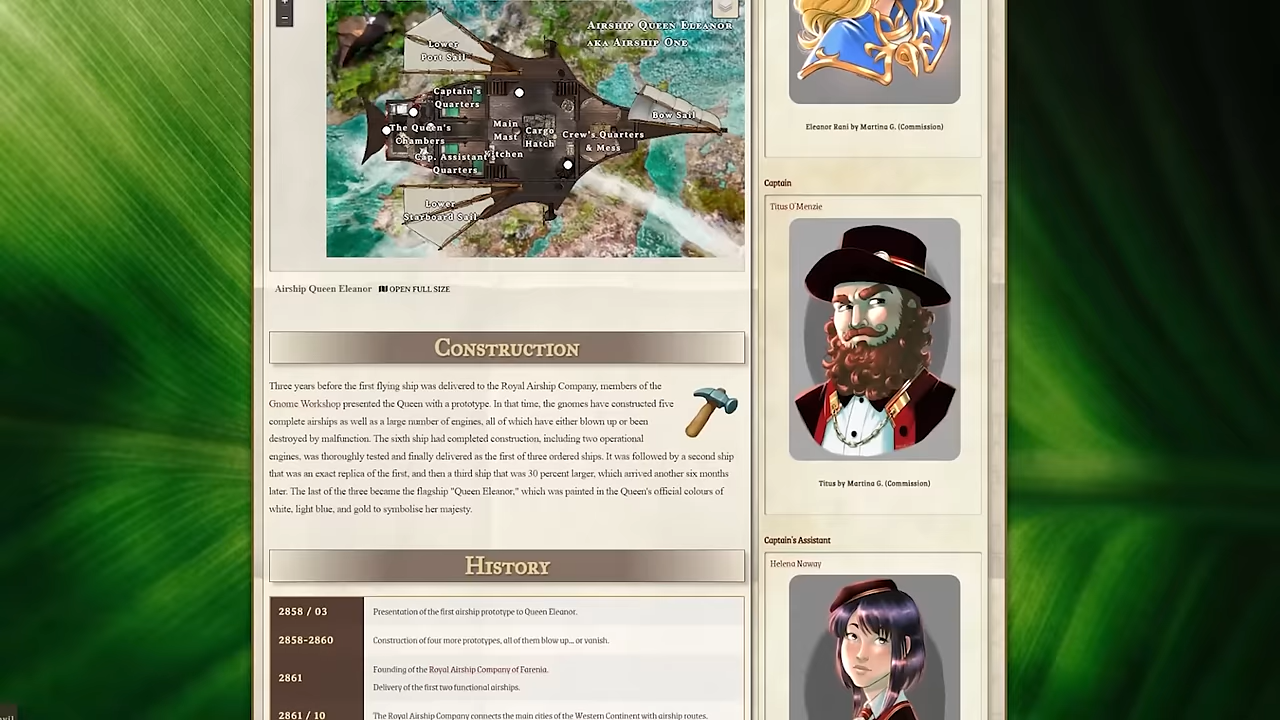 +
−
Airship Queen Eleanor
aka Airship One
Lower
Port Sail
Captain's
Quarters
Bow Sail
The Queen's
Chambers
Main
Mast
Cargo
Hatch
Crew's Quarters
& Mess
Cap. Assistant
Quarters
Kitchen
Lower
Starboard Sail
Airship Queen Eleanor OPEN FULL SIZE
Construction
Three years before the first flying ship was delivered to the Royal Airship Company, members of the
Gnome Workshop presented the Queen with a prototype. In that time, the gnomes have constructed five
complete airships as well as a large number of engines, all of which have either blown up or been
destroyed by malfunction. The sixth ship had completed construction, including two operational
engines, was thoroughly tested and finally delivered as the first of three ordered ships. It was followed by a second ship
that was an exact replica of the first, and then a third ship that was 30 percent larger, which arrived another six months
later. The last of the three became the flagship "Queen Eleanor," which was painted in the Queen's official colours of
white, light blue, and gold to symbolise her majesty.
History
2858 / 03 Presentation of the first airship prototype to Queen Eleanor.
2858-2860 Construction of four more prototypes, all of them blow up... or vanish.
2861 Founding of the Royal Airship Company of Farenia.
Delivery of the first two functional airships.
2861 / 10 The Royal Airship Company connects the main cities of the Western Continent with airship routes.
Eleanor Rani by Martina G. (Commission)
Captain
Titus O'Menzie
Titus by Martina G. (Commission)
Captain's Assistant
Helena Naway